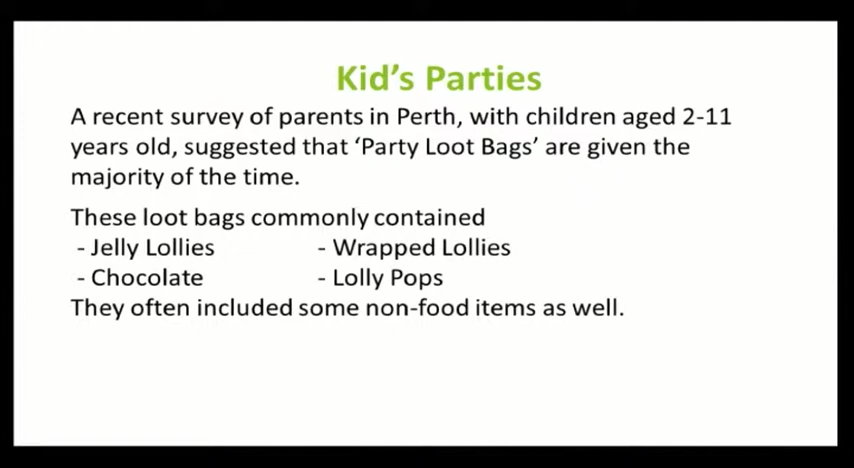 Kid's Parties
A recent survey of parents in Perth, with children aged 2-11
years old, suggested that ‘Party Loot Bags’ are given the
majority of the time.
These loot bags commonly contained
- Jelly Lollies - Wrapped Lollies
- Chocolate - Lolly Pops
They often included some non-food items as well.